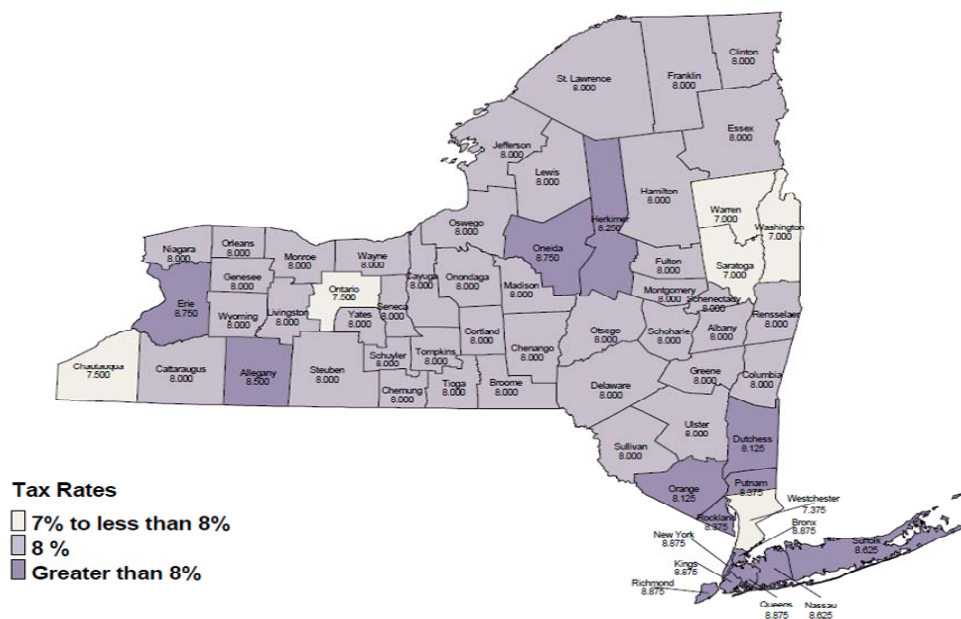 Clinton
8.000
Franklin
8.000
St. Lawrence
8.000
Essex
8.000
Jefferson
8.000
Lewis
8.000
Hamilton
8.000
Warren
7.000
Washington
7.000
Herkimer
8.250
Oswego
8.000
Oneida
8.750
Niagara
8.000
Orleans
8.000
Monroe
8.000
Wayne
8.000
Cayuga
8.000
Onondaga
8.000
Madison
8.000
Fulton
8.000
Saratoga
7.000
Genesee
8.000
Ontario
7.500
Montgomery
8.000
Schenectady
8.000
Erie
8.750
Wyoming
8.000
Livingston
8.000
Yates
8.000
Seneca
8.000
Cortland
8.000
Chenango
8.000
Otsego
8.000
Schoharie
8.000
Albany
8.000
Rensselaer
8.000
Chautauqua
7.500
Cattaraugus
8.000
Allegany
8.500
Steuben
8.000
Schuyler
8.000
Tompkins
8.000
Chemung
8.000
Tioga
8.000
Broome
8.000
Delaware
8.000
Greene
8.000
Columbia
8.000
Ulster
8.000
Sullivan
8.000
Dutchess
8.125
Orange
8.125
Putnam
8.375
Rockland
8.375
Westchester
7.375
Bronx
8.875
New York
8.875
Suffolk
8.625
Kings
8.875
Richmond
8.875
Queens
8.875
Nassau
8.625
Tax Rates
7% to less than 8%
8 %
Greater than 8%